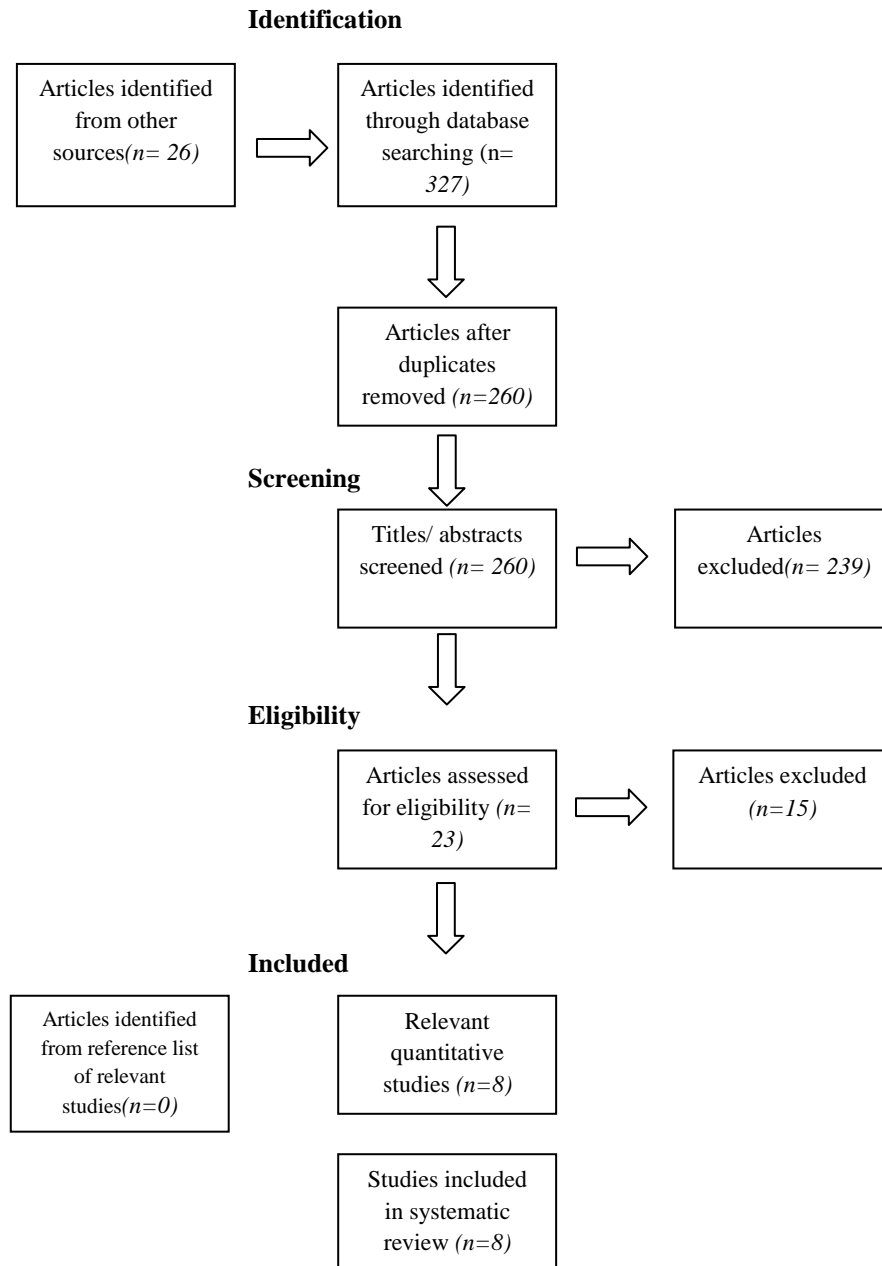 Identification
Articles identified
from other
sources(n= 26)
Articles identified
through database
searching (n=
327)
Articles after
duplicates
removed (n=260)
Screening
Titles/ abstracts
screened (n= 260)
Articles
excluded(n= 239)
Eligibility
Articles assessed
for eligibility (n=
23)
Articles excluded
(n=15)
Included
Articles identified
from reference list
of relevant
studies(n=0)
Relevant
quantitative
studies (n=8)
Studies included
in systematic
review (n=8)